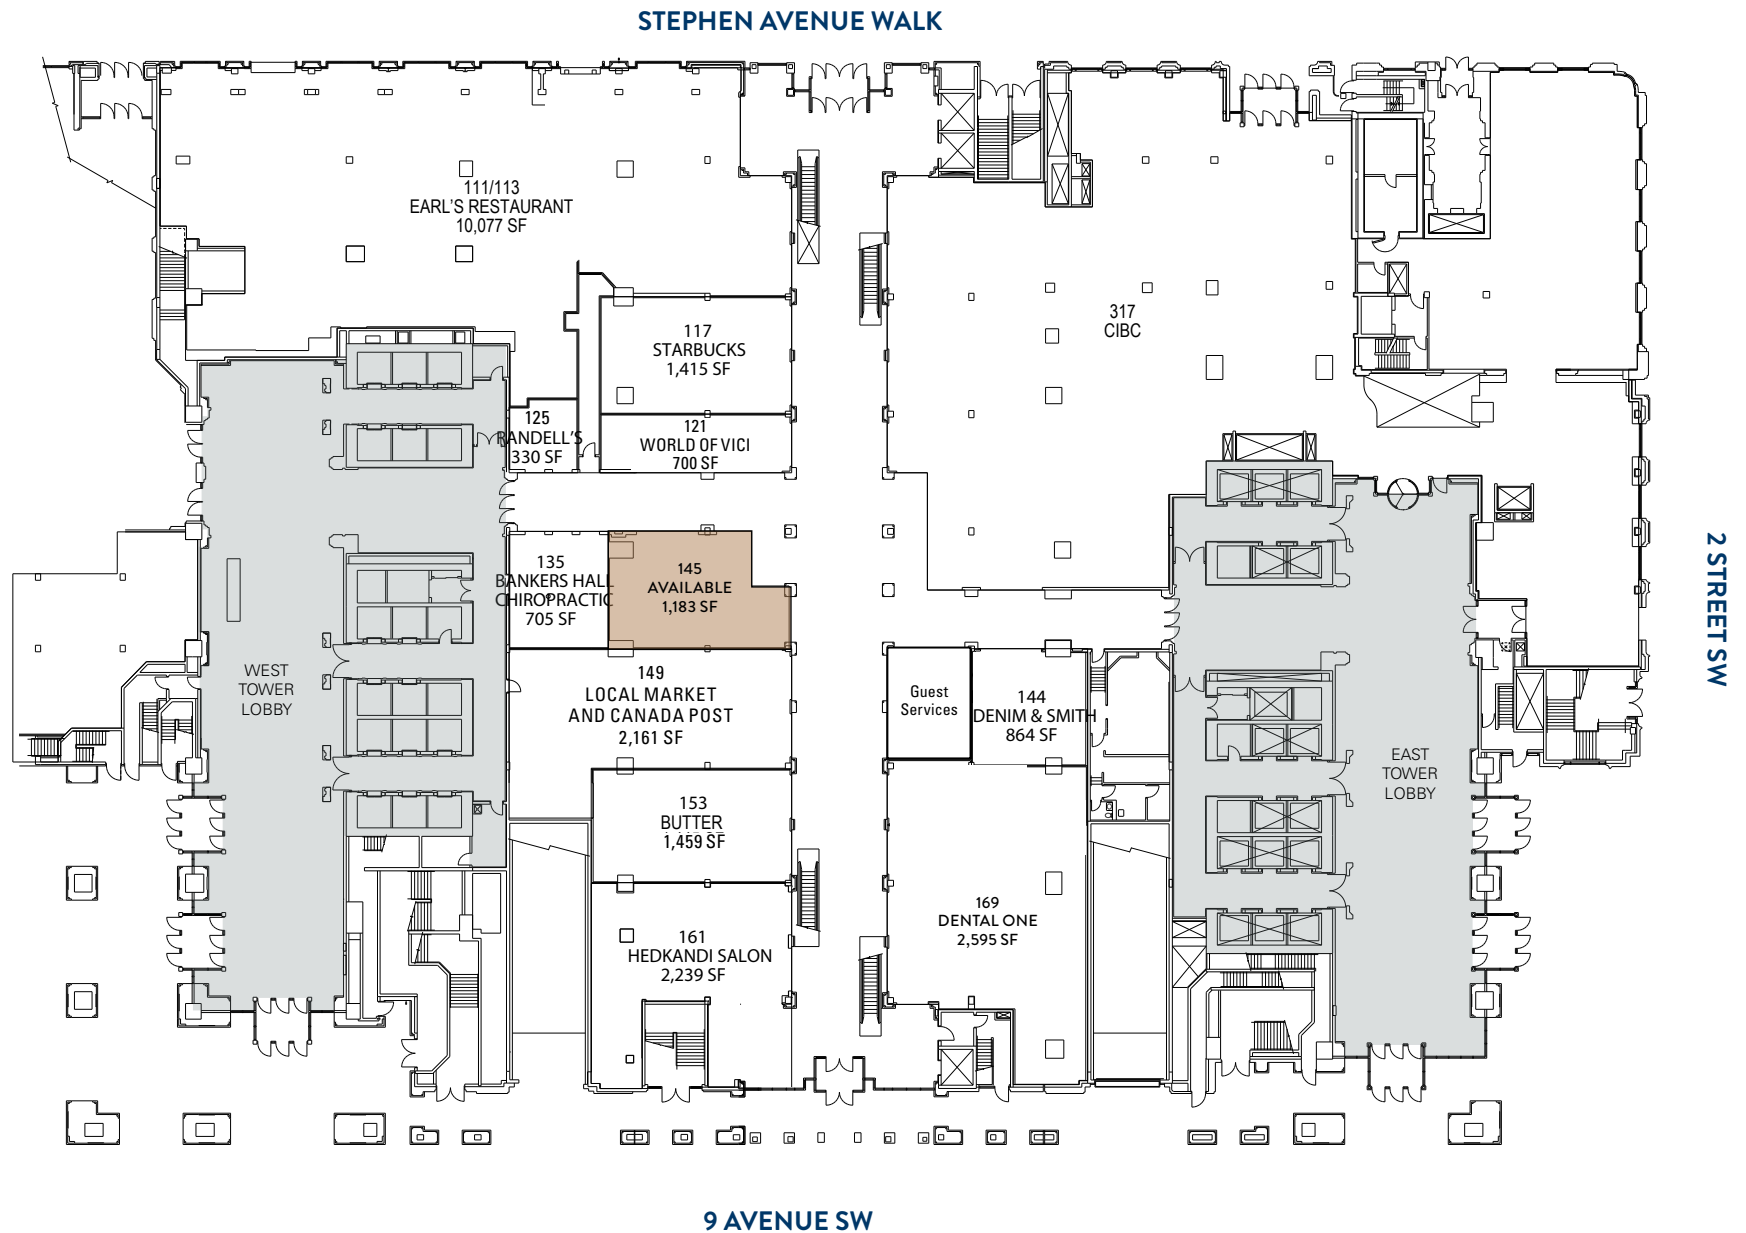 STEPHEN AVENUE WALK
111/113
EARL'S RESTAURANT
10,077 SF
117
STARBUCKS
1,415 SF
317
CIBC
125
RANDELL'S
330 SF
121
WORLD OF VICI
700 SF
135
BANKERS HALL
CHIROPRACTIC
705 SF
145
AVAILABLE
1,183 SF
2 STREET SW
WEST
TOWER
LOBBY
149
LOCAL MARKET
AND CANADA POST
2,161 SF
Guest
Services
144
DENIM & SMITH
864 SF
EAST
TOWER
LOBBY
153
BUTTER
1,459 SF
161
HEDKANDI SALON
2,239 SF
169
DENTAL ONE
2,595 SF
9 AVENUE SW